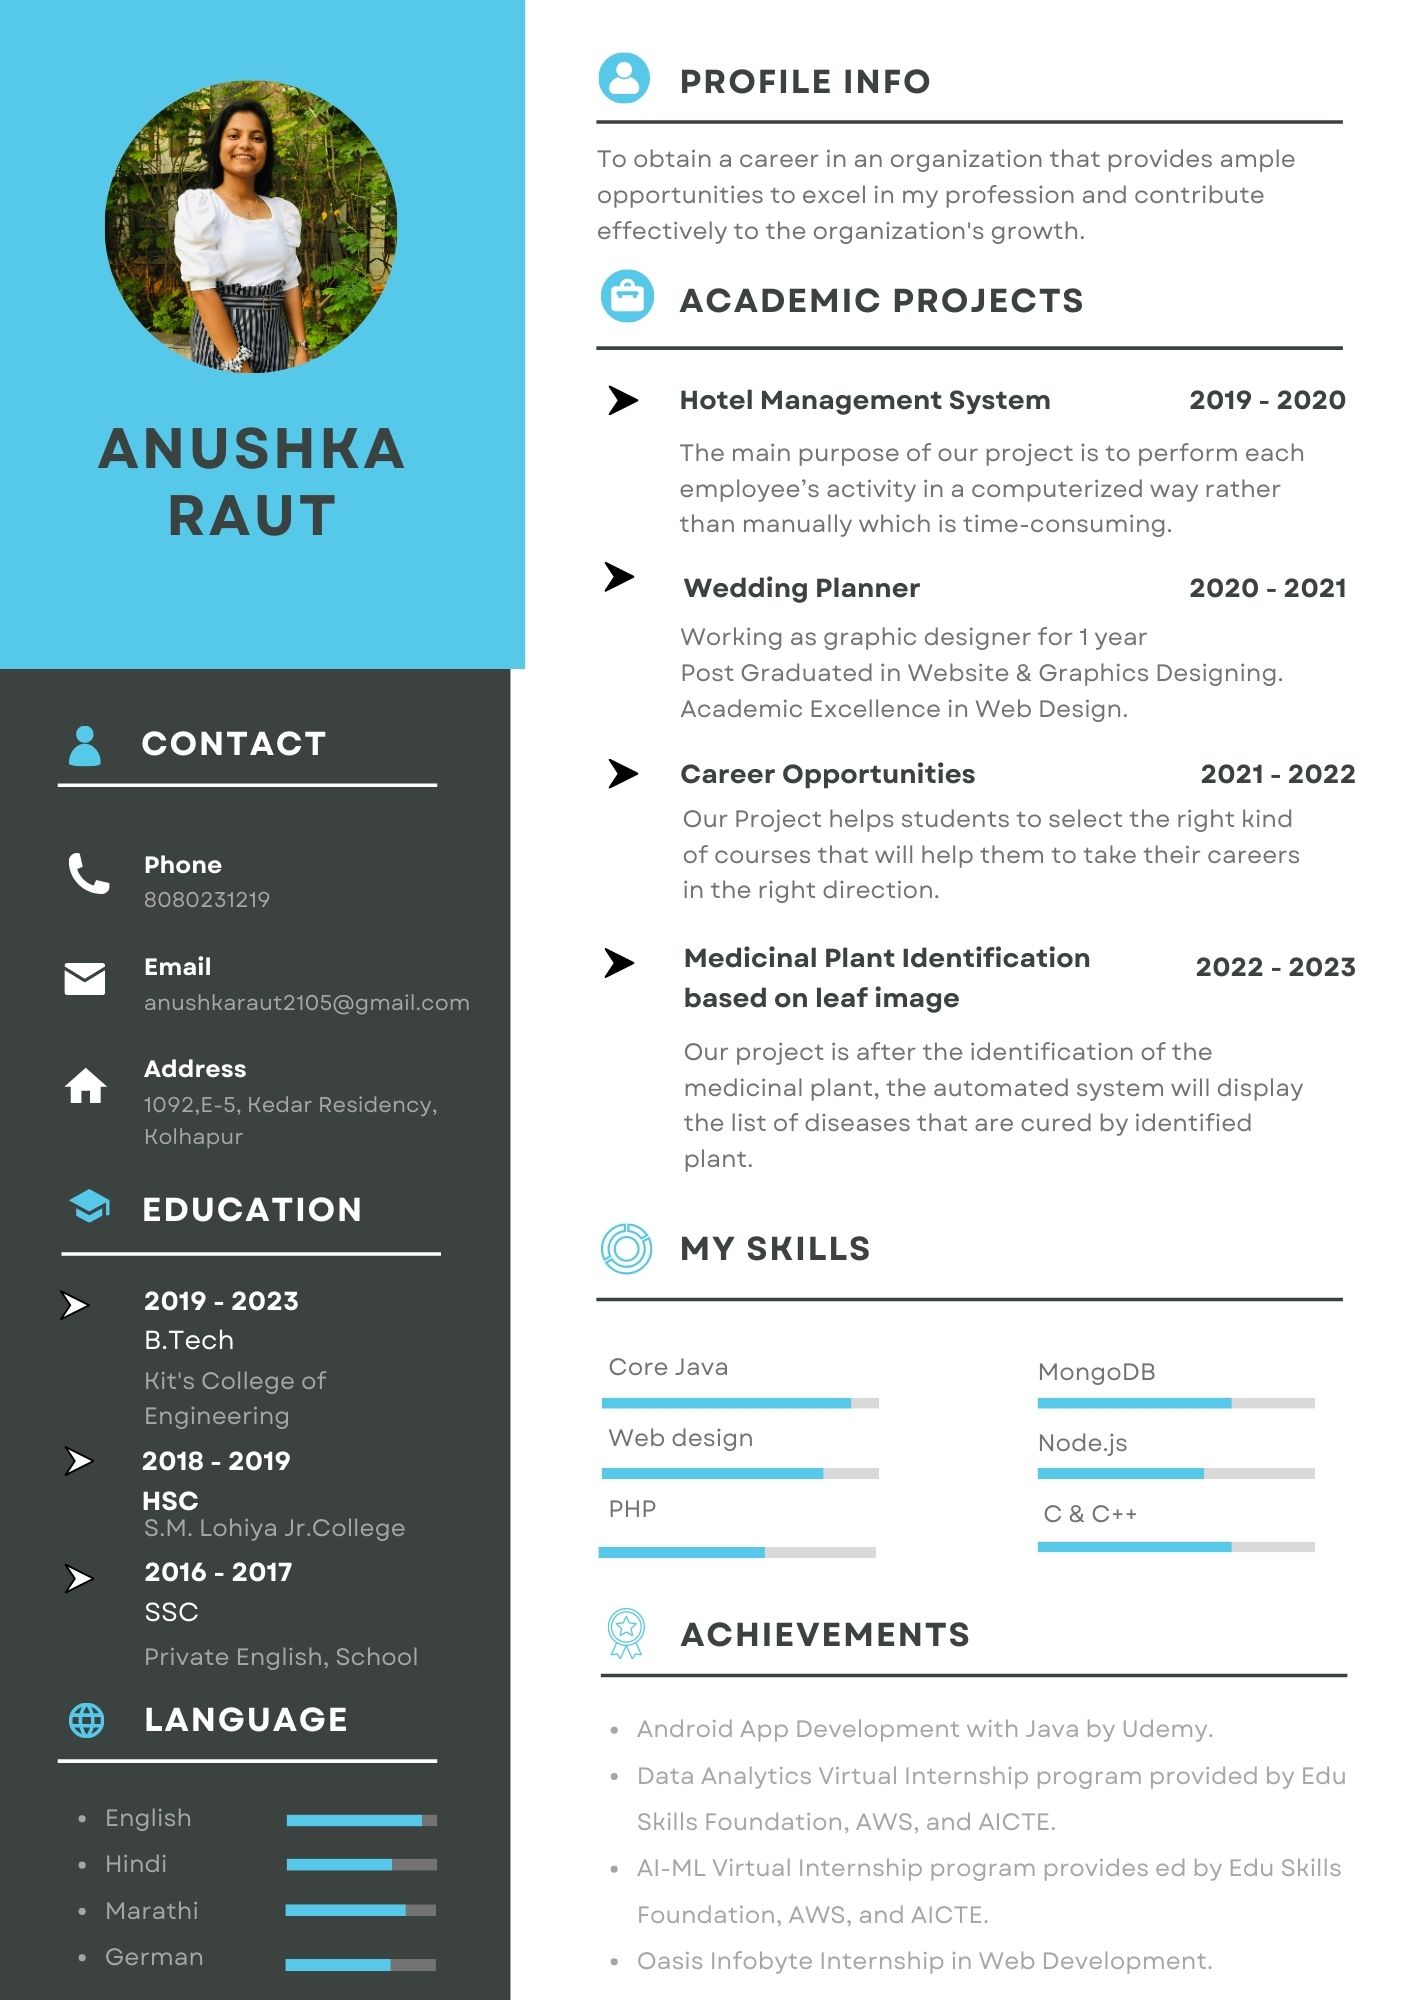 ANUSHKA
RAUT
CONTACT
Phone
8080231219
Email
anushkaraut2105@gmail.com
Address
1092,E-5, Kedar Residency,
Kolhapur
EDUCATION
2019 - 2023
B.Tech
Kit's College of
Engineering
2018 - 2019
HSC
S.M. Lohiya Jr.College
2016 - 2017
SSC
Private English, School
LANGUAGE
• English
• Hindi
• Marathi
• German
PROFILE INFO
To obtain a career in an organization that provides ample
opportunities to excel in my profession and contribute
effectively to the organization's growth.
ACADEMIC PROJECTS
Hotel Management System 2019 - 2020
The main purpose of our project is to perform each
employee’s activity in a computerized way rather
than manually which is time-consuming.
Wedding Planner 2020 - 2021
Working as graphic designer for 1 year
Post Graduated in Website & Graphics Designing.
Academic Excellence in Web Design.
Career Opportunities 2021 - 2022
Our Project helps students to select the right kind
of courses that will help them to take their careers
in the right direction.
Medicinal Plant Identification 2022 - 2023
based on leaf image
Our project is after the identification of the
medicinal plant, the automated system will display
the list of diseases that are cured by identified
plant.
MY SKILLS
Core Java MongoDB
Web design Node.js
PHP C & C++
ACHIEVEMENTS
• Android App Development with Java by Udemy.
• Data Analytics Virtual Internship program provided by Edu
Skills Foundation, AWS, and AICTE.
• AI-ML Virtual Internship program provides ed by Edu Skills
Foundation, AWS, and AICTE.
• Oasis Infobyte Internship in Web Development.